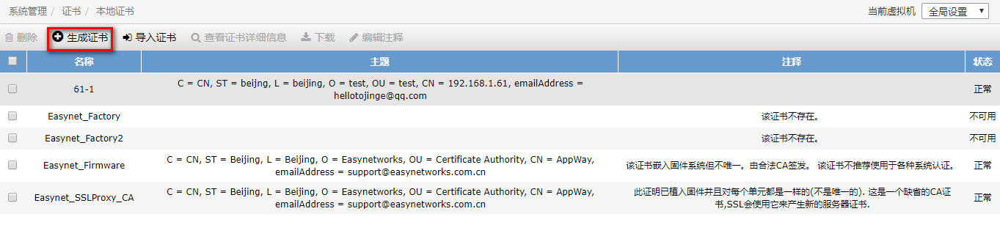 系统管理 / 证书 / 本地证书 当前虚拟机 全局设置
删除 生成证书 导入证书 查看证书详细信息 下载 编辑注释
名称 主题 注释 状态
61-1 C = CN, ST = beijng, L = beijing, O = test, OU = test, CN = 192.168.1.61, emailAddress = 正常
hellotojinge@qq.com
Easynet_Factory 该证书不存在。 不可用
Easynet_Factory2 该证书不存在。 不可用
Easynet_Firmware C = CN, ST = Beijing, L = Beijing, O = Easynetworks, OU = Certificate Authority, CN = AppWay, 该证书嵌入固件系统但不唯一。由合法CA签发。 该证书不推荐使用于各种系统认证。 正常
emailAddress = support@easynetworks.com.cn
Easynet_SSLProxy_CA C = CN, ST = Beijing, L = Beijing, O = Easynetworks, OU = Certificate Authority, CN = AppWay, 此证明已植入固件并且对每个单元都是一样的(不是唯一的). 这是一个缺省的CA证 正常
emailAddress = support@easynetworks.com.cn 书,SSL会使用它来产生新的服务器证书.